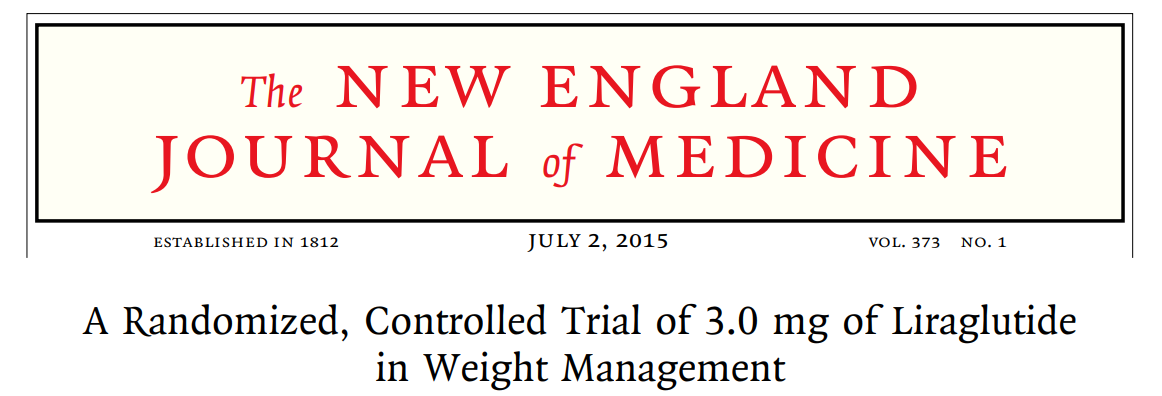 The NEW ENGLAND
JOURNAL of MEDICINE
ESTABLISHED IN 1812 JULY 2, 2015 VOL. 373 NO. 1
A Randomized, Controlled Trial of 3.0 mg of Liraglutide
in Weight Management